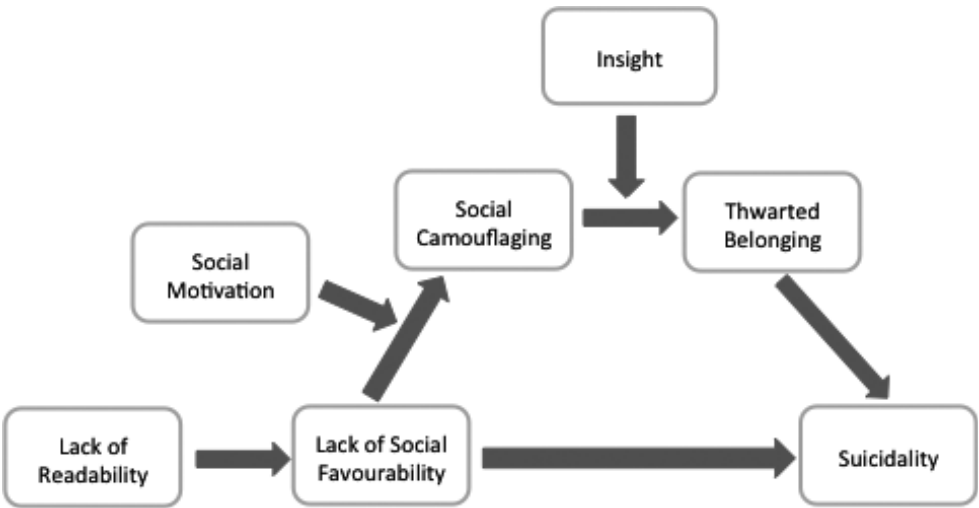 Insight
Social
Camouflaging
Thwarted
Belonging
Social
Motivation
Lack of
Readability
Lack of Social
Favourability
Suicidality